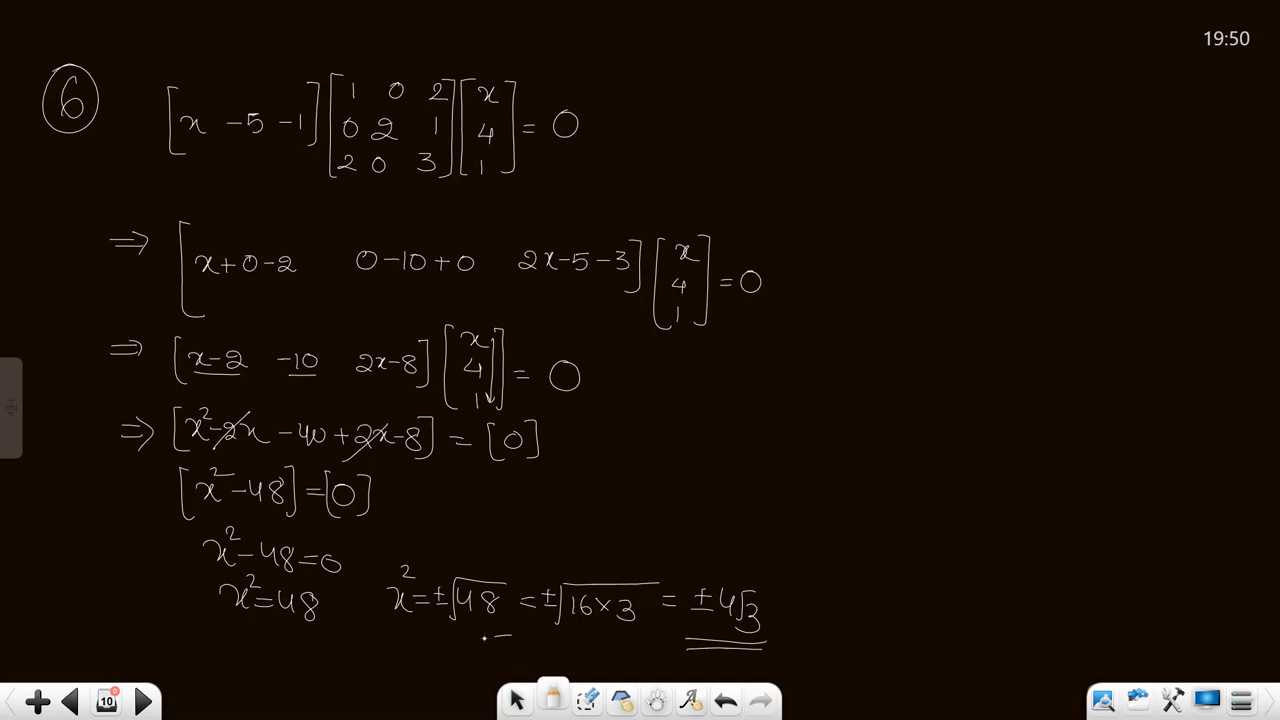 19:50
6
[x -5 -1] [1 0 2 [x
0 2 1 4
2 0 3] 1] = 0
⇒ [x+0-2 0-10+0 2x-5-3] [x
4
1] = 0
⇒ [x-2 -10 2x-8] [x
4
1] = 0
⇒ [x²-2x -40+2x-8] = [0]
[x²-48] = [0]
x²-48=0
x²=48 x²=±√48 = ±√16×3 = ±4√3
10
0